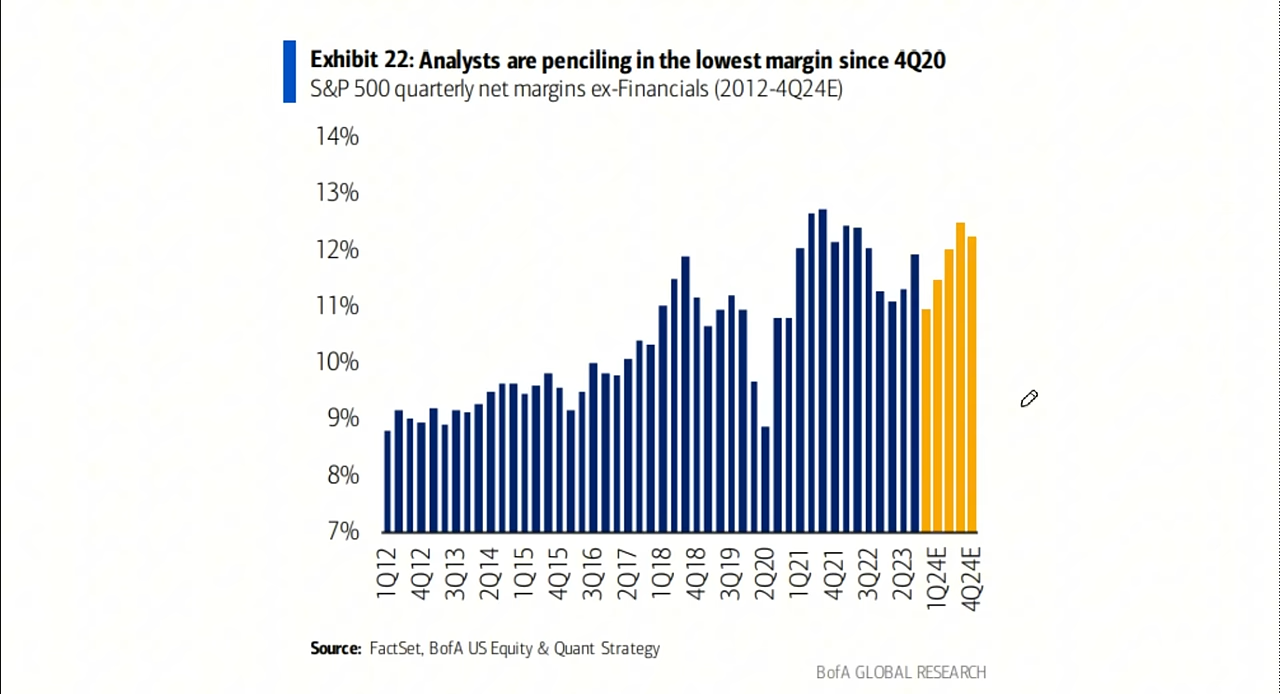 Exhibit 22: Analysts are penciling in the lowest margin since 4Q20
S&P 500 quarterly net margins ex-Financials (2012-4Q24E)
14%
13%
12%
11%
10%
9%
8%
7%
1Q12
4Q12
3Q13
2Q14
1Q15
4Q15
3Q16
2Q17
1Q18
4Q18
3Q19
2Q20
1Q21
4Q21
3Q22
2Q23
1Q24E
4Q24E
Source: FactSet, BofA US Equity & Quant Strategy
BofA GLOBAL RESEARCH